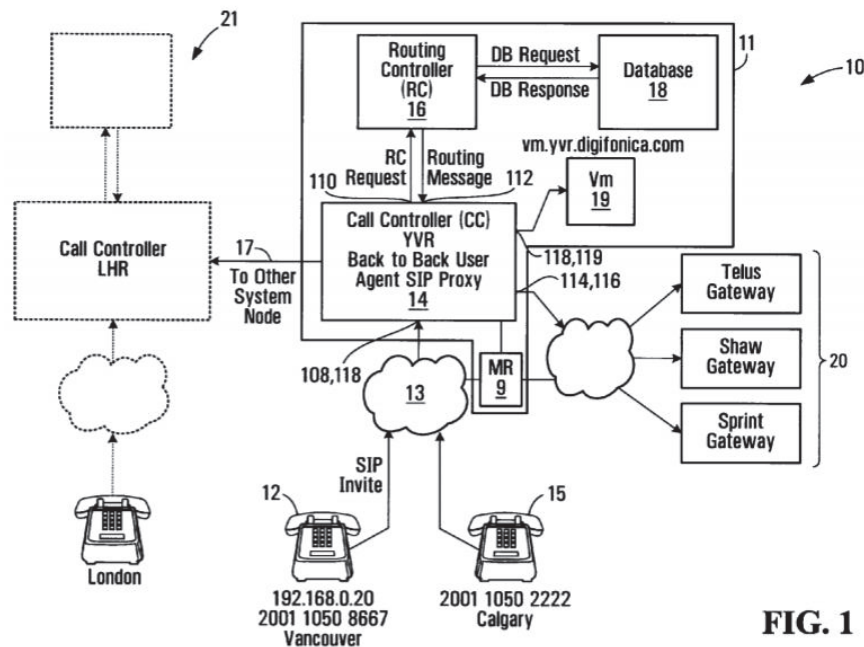 21
Routing
Controller
(RC)
16
DB Request
DB Response
Database
18
11
10
vm.yvr.digifonica.com
RC
Request
Routing
Message
110
112
Vm
19
Call Controller
LHR
17
To Other
System
Node
Call Controller (CC)
YVR
Back to Back User
Agent SIP Proxy
14
118,119
114,116
Telus
Gateway
Shaw
Gateway
Sprint
Gateway
20
108,118
13
MR
9
SIP
Invite
12
15
London
192.168.0.20
2001 1050 8667
Vancouver
2001 1050 2222
Calgary
FIG. 1